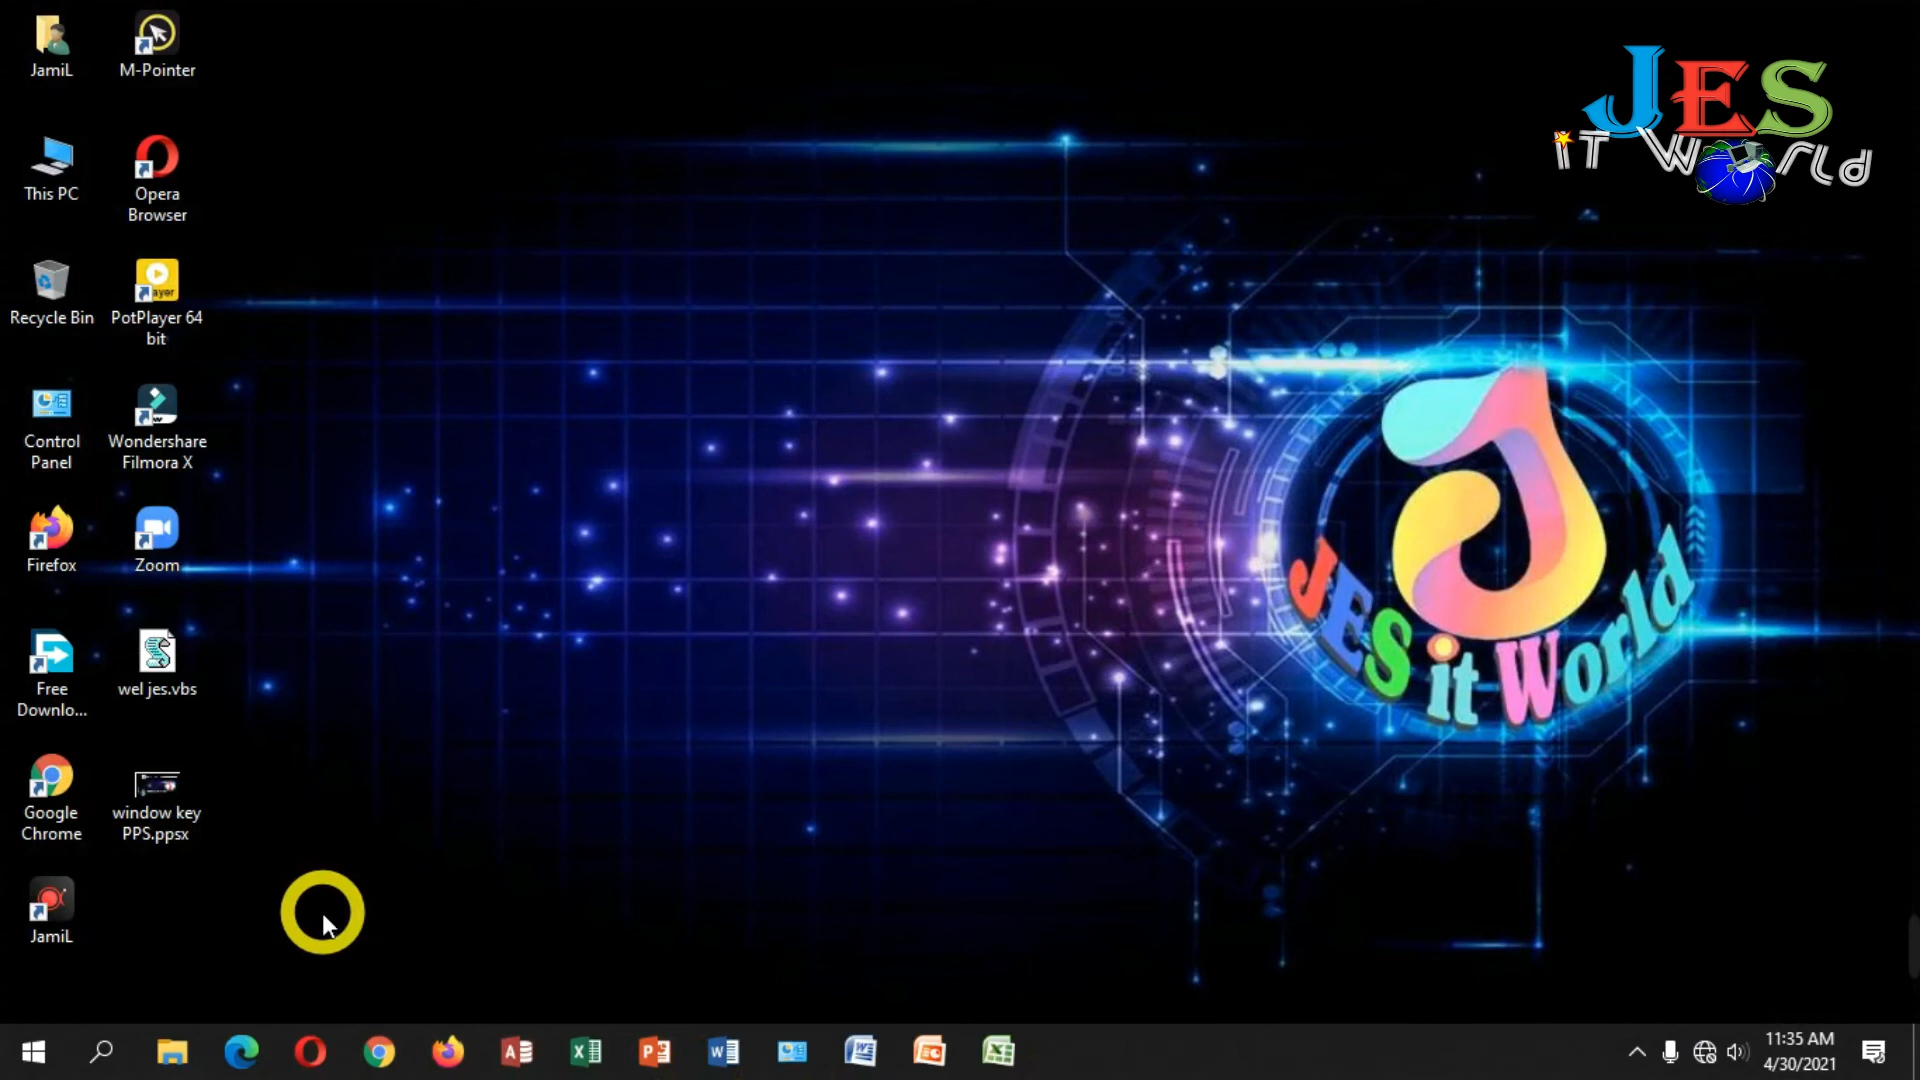 JamiL
M-Pointer
This PC
Opera
Browser
Recycle Bin
PotPlayer 64
bit
Control
Panel
Wondershare
Filmora X
Firefox
Zoom
Free
Downlo...
wel jes.vbs
Google
Chrome
window key
PPS.ppsx
JamiL
JES
iT World
JES it World
11:35 AM
4/30/2021